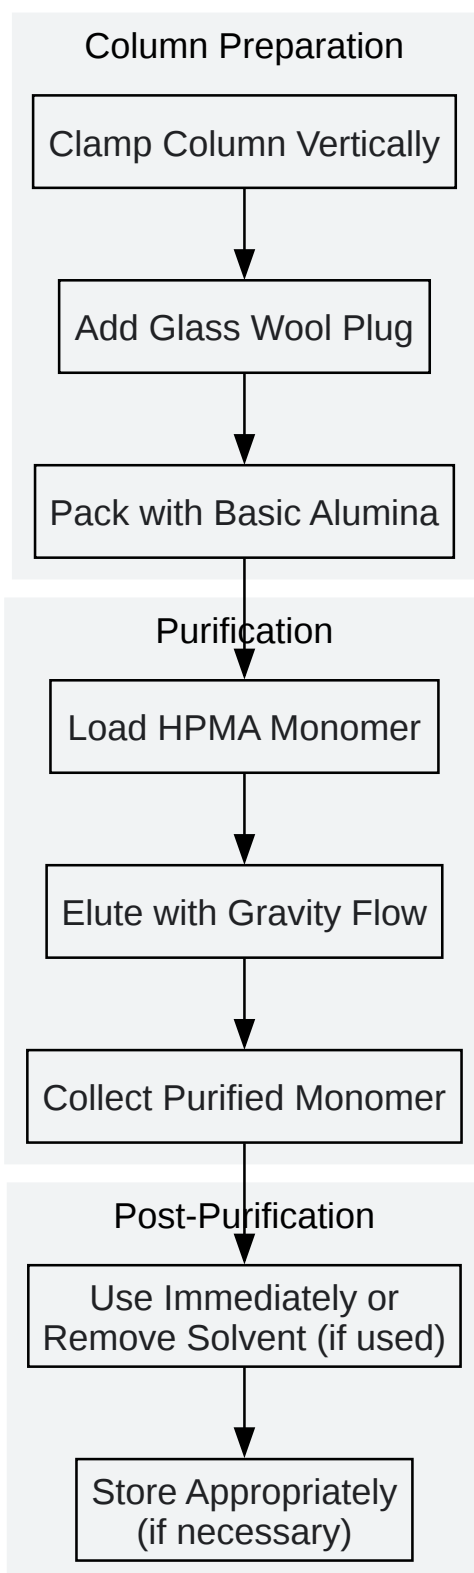 Column Preparation
Clamp Column Vertically
Add Glass Wool Plug
Pack with Basic Alumina
Purification
Load HPMA Monomer
Elute with Gravity Flow
Collect Purified Monomer
Post-Purification
Use Immediately or
Remove Solvent (if used)
Store Appropriately
(if necessary)